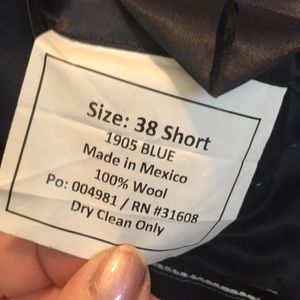 Size: 38 Short
1905 BLUE
Made in Mexico
100% Wool
Po: 004981 / RN #31608
Dry Clean Only